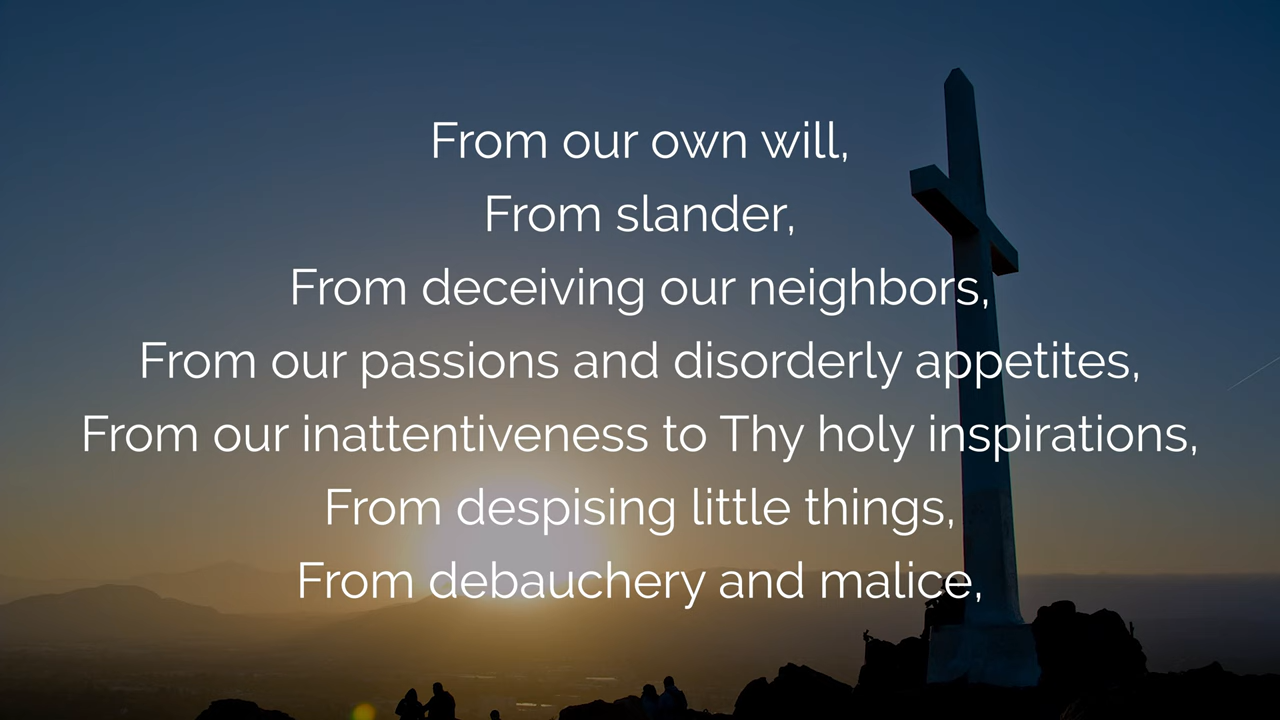 From our own will,
From slander,
From deceiving our neighbors,
From our passions and disorderly appetites,
From our inattentiveness to Thy holy inspirations,
From despising little things,
From debauchery and malice,